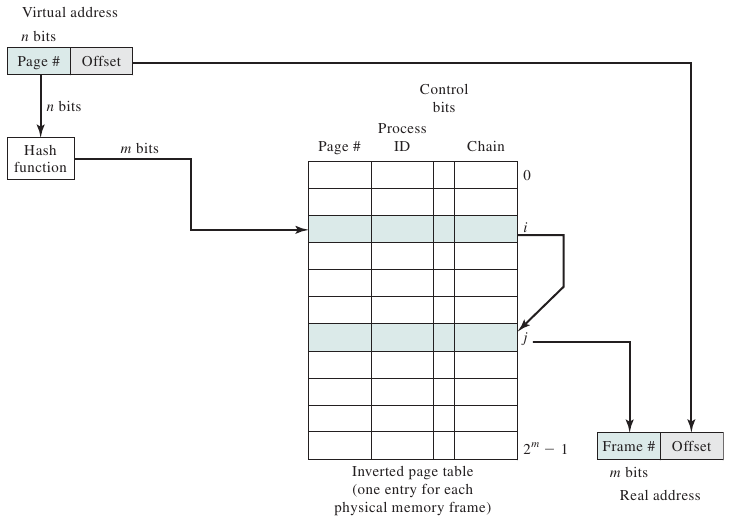 Virtual address
n bits
Page # Offset
n bits
Hash
function
m bits
Control
bits
Process
Page # ID Chain
0
i
j
2^m − 1
Frame # Offset
m bits
Real address
Inverted page table
(one entry for each
physical memory frame)